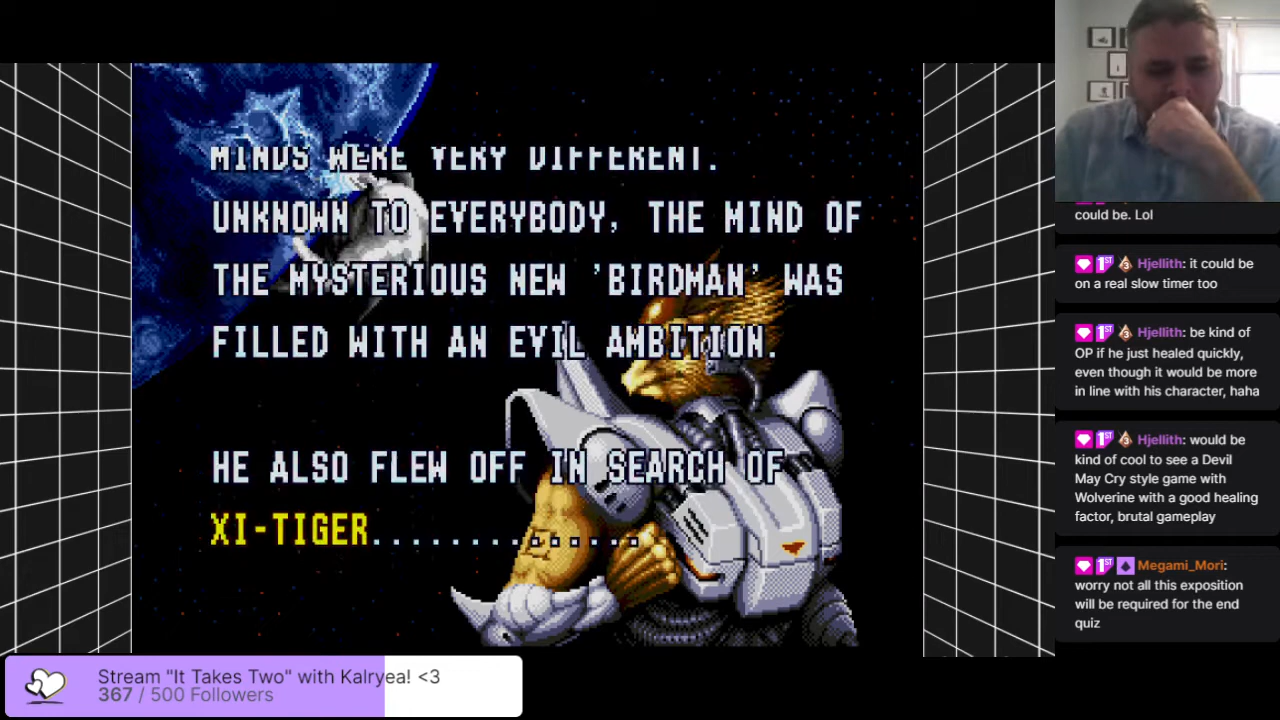 MINDS WERE VERY DIFFERENT.
UNKNOWN TO EVERYBODY, THE MIND OF
THE MYSTERIOUS NEW 'BIRDMAN' WAS
FILLED WITH AN EVIL AMBITION.
HE ALSO FLEW OFF IN SEARCH OF
XI-TIGER..............
could be. Lol
Hjellith: it could be
on a real slow timer too
Hjellith: be kind of
OP if he just healed quickly,
even though it would be more
in line with his character, haha
Hjellith: would be
kind of cool to see a Devil
May Cry style game with
Wolverine with a good healing
factor, brutal gameplay
Megami_Mori:
worry not all this exposition
will be required for the end
quiz
Stream "It Takes Two" with Kalryea! <3
367 / 500 Followers